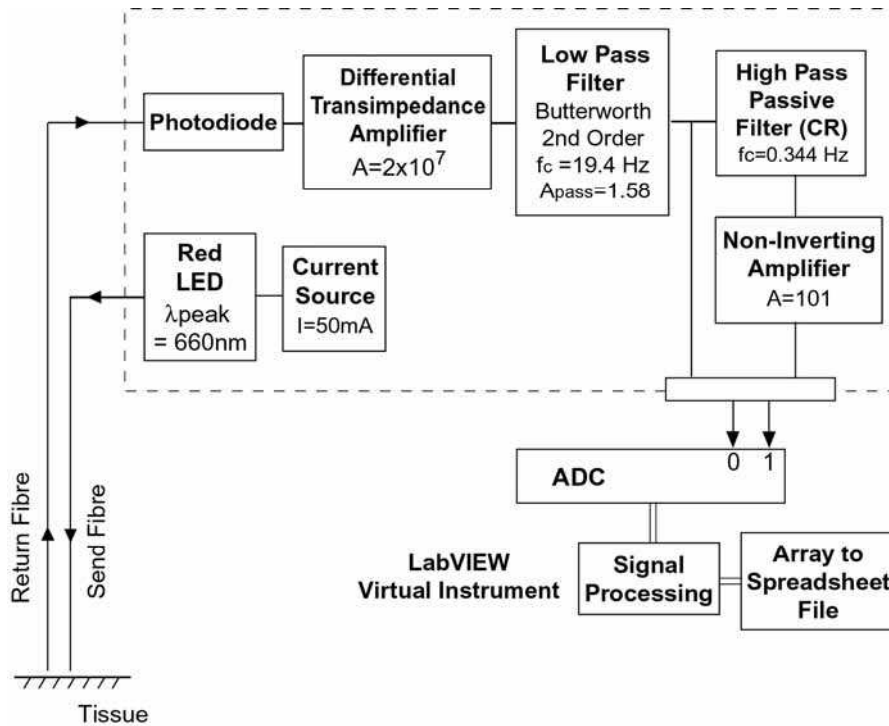 Photodiode
Differential
Transimpedance
Amplifier
A=2x10⁷
Low Pass
Filter
Butterworth
2nd Order
fc =19.4 Hz
Apass=1.58
High Pass
Passive
Filter (CR)
fc=0.344 Hz
Red
LED
λpeak
= 660nm
Current
Source
I=50mA
Non-Inverting
Amplifier
A=101
0 1
ADC
Return Fibre
Send Fibre
LabVIEW
Virtual Instrument
Signal
Processing
Array to
Spreadsheet
File
Tissue